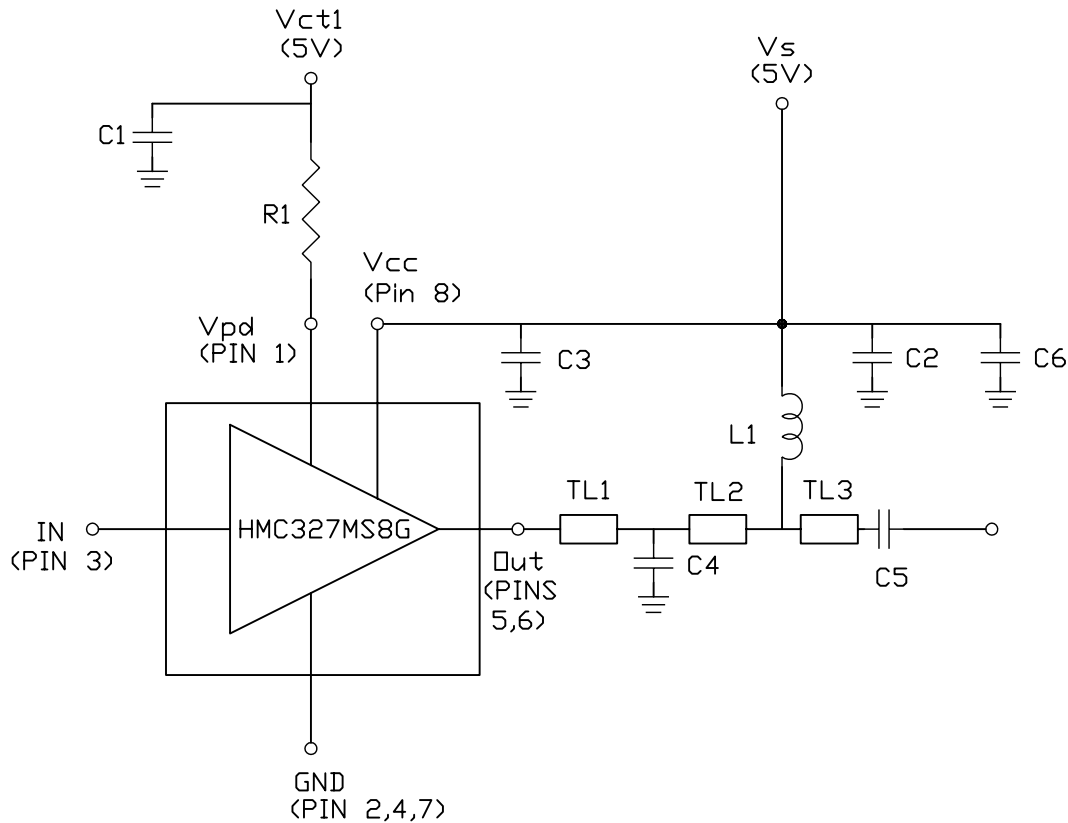 Vct1
(5V)
Vs
(5V)
C1
R1
Vcc
(Pin 8)
Vpd
(PIN 1)
C3
C2
C6
L1
TL1
TL2
TL3
HMC327MS8G
IN
(PIN 3)
Out
(PINS
5,6)
C4
C5
GND
(PIN 2,4,7)